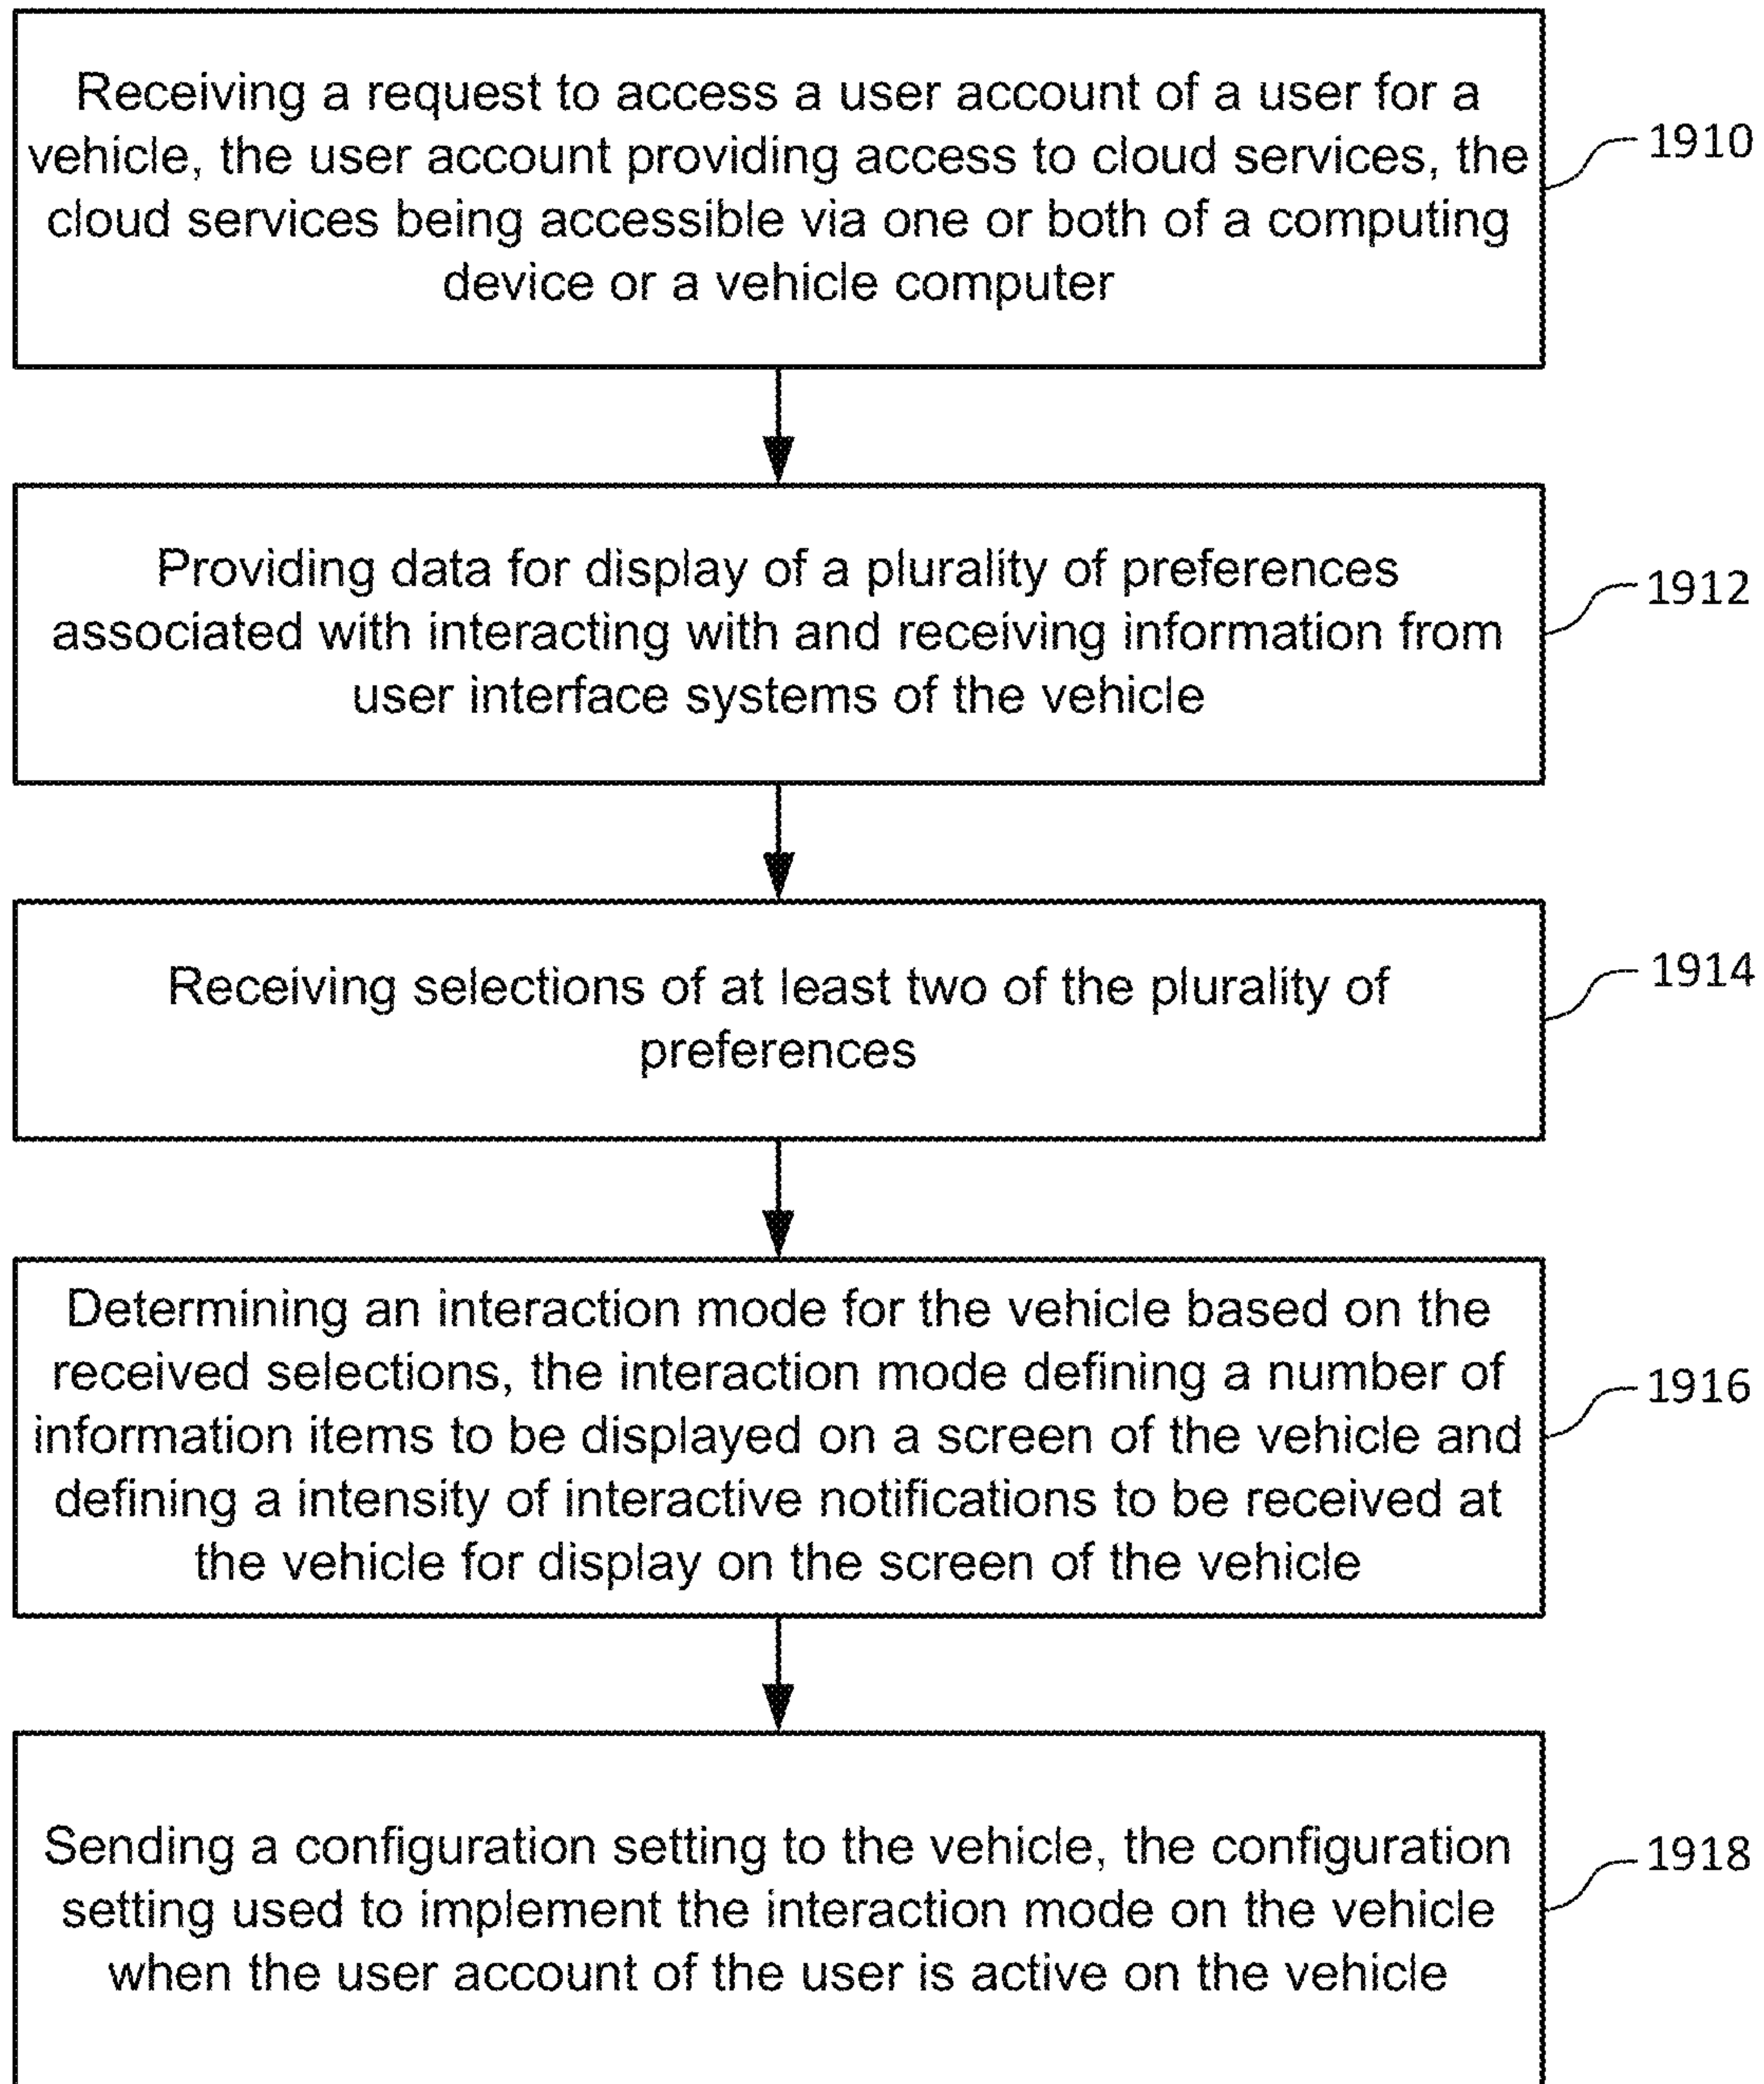 Receiving a request to access a user account of a user for a
vehicle, the user account providing access to cloud services, the
cloud services being accessible via one or both of a computing
device or a vehicle computer
1910
Providing data for display of a plurality of preferences
associated with interacting with and receiving information from
user interface systems of the vehicle
1912
Receiving selections of at least two of the plurality of
preferences
1914
Determining an interaction mode for the vehicle based on the
received selections, the interaction mode defining a number of
information items to be displayed on a screen of the vehicle and
defining a intensity of interactive notifications to be received at
the vehicle for display on the screen of the vehicle
1916
Sending a configuration setting to the vehicle, the configuration
setting used to implement the interaction mode on the vehicle
when the user account of the user is active on the vehicle
1918